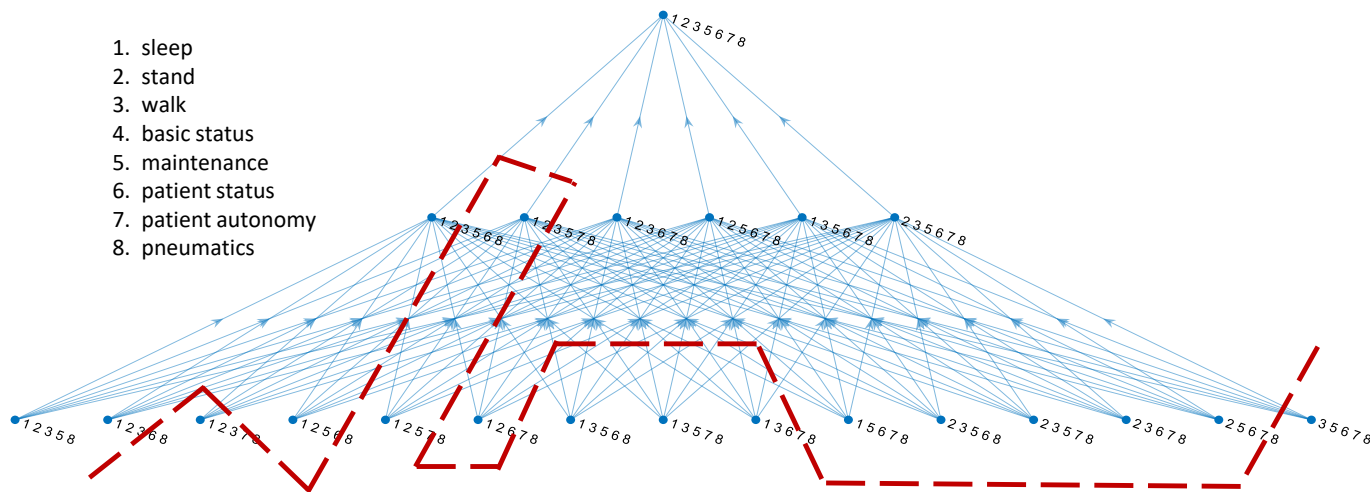 1 2 3 5 6 7 8
1. sleep
2. stand
3. walk
4. basic status
5. maintenance
6. patient status
7. patient autonomy
8. pneumatics
1 2 3 5 6 8
1 2 3 5 7 8
1 2 3 6 7 8
1 2 5 6 7 8
1 3 5 6 7 8
2 3 5 6 7 8
1 2 3 5 8
1 2 3 6 8
1 2 3 7 8
1 2 5 6 8
1 2 5 7 8
1 2 6 7 8
1 3 5 6 8
1 3 5 7 8
1 3 6 7 8
1 5 6 7 8
2 3 5 6 8
2 3 5 7 8
2 3 6 7 8
2 5 6 7 8
3 5 6 7 8